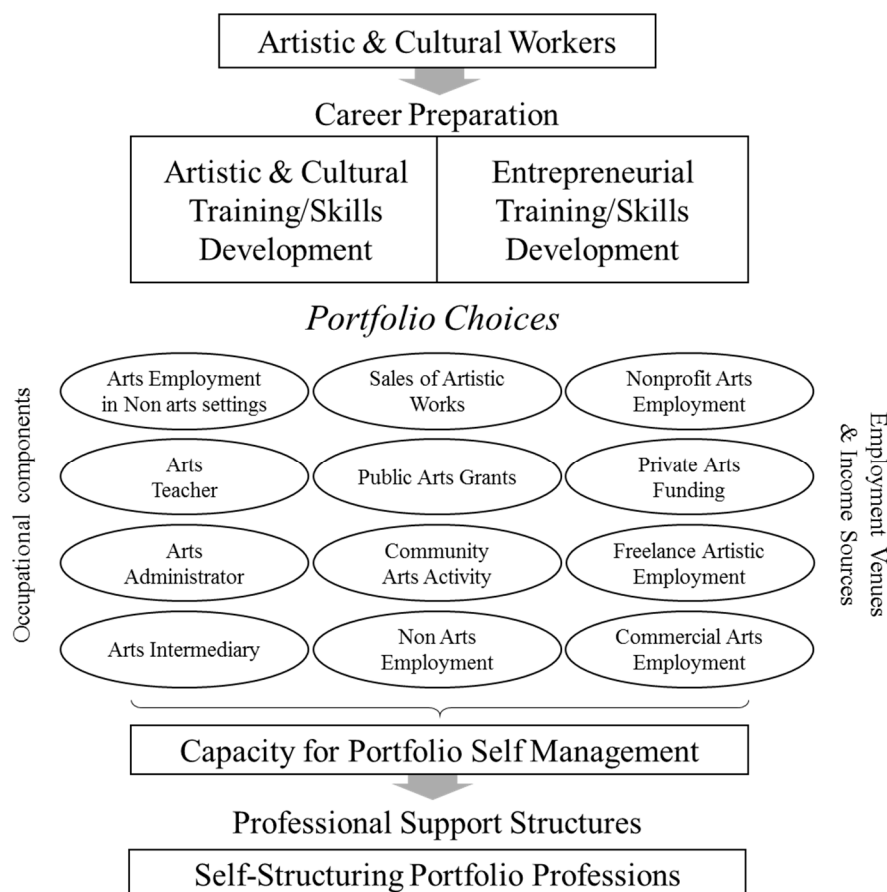 Artistic & Cultural Workers
Career Preparation
Artistic & Cultural
Training/Skills
Development
Entrepreneurial
Training/Skills
Development
Portfolio Choices
Occupational components
Arts Employment
in Non arts settings
Sales of Artistic
Works
Nonprofit Arts
Employment
Arts
Teacher
Public Arts Grants
Private Arts
Funding
Arts
Administrator
Community
Arts Activity
Freelance Artistic
Employment
Arts Intermediary
Non Arts
Employment
Commercial Arts
Employment
Employment Venues
& Income Sources
Capacity for Portfolio Self Management
Professional Support Structures
Self-Structuring Portfolio Professions